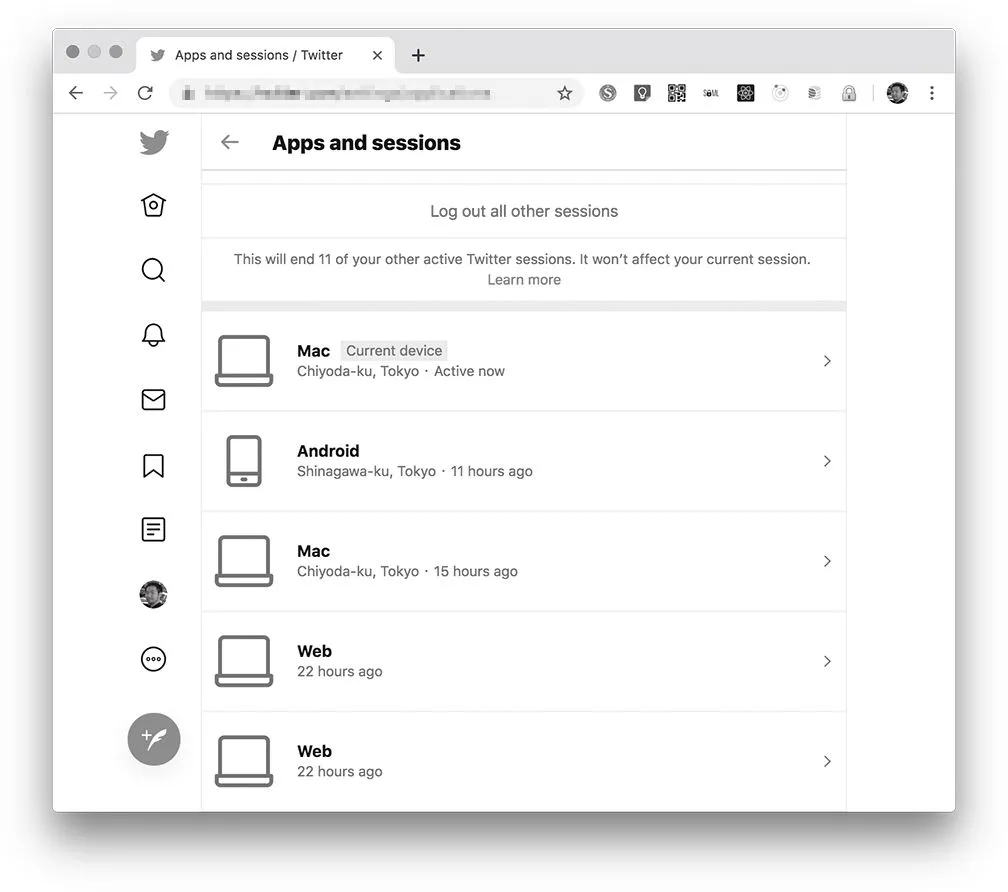 Apps and sessions / Twitter
Apps and sessions
Log out all other sessions
This will end 11 of your other active Twitter sessions. It won’t affect your current session.
Learn more
Mac Current device
Chiyoda-ku, Tokyo · Active now
Android
Shinagawa-ku, Tokyo · 11 hours ago
Mac
Chiyoda-ku, Tokyo · 15 hours ago
Web
22 hours ago
Web
22 hours ago